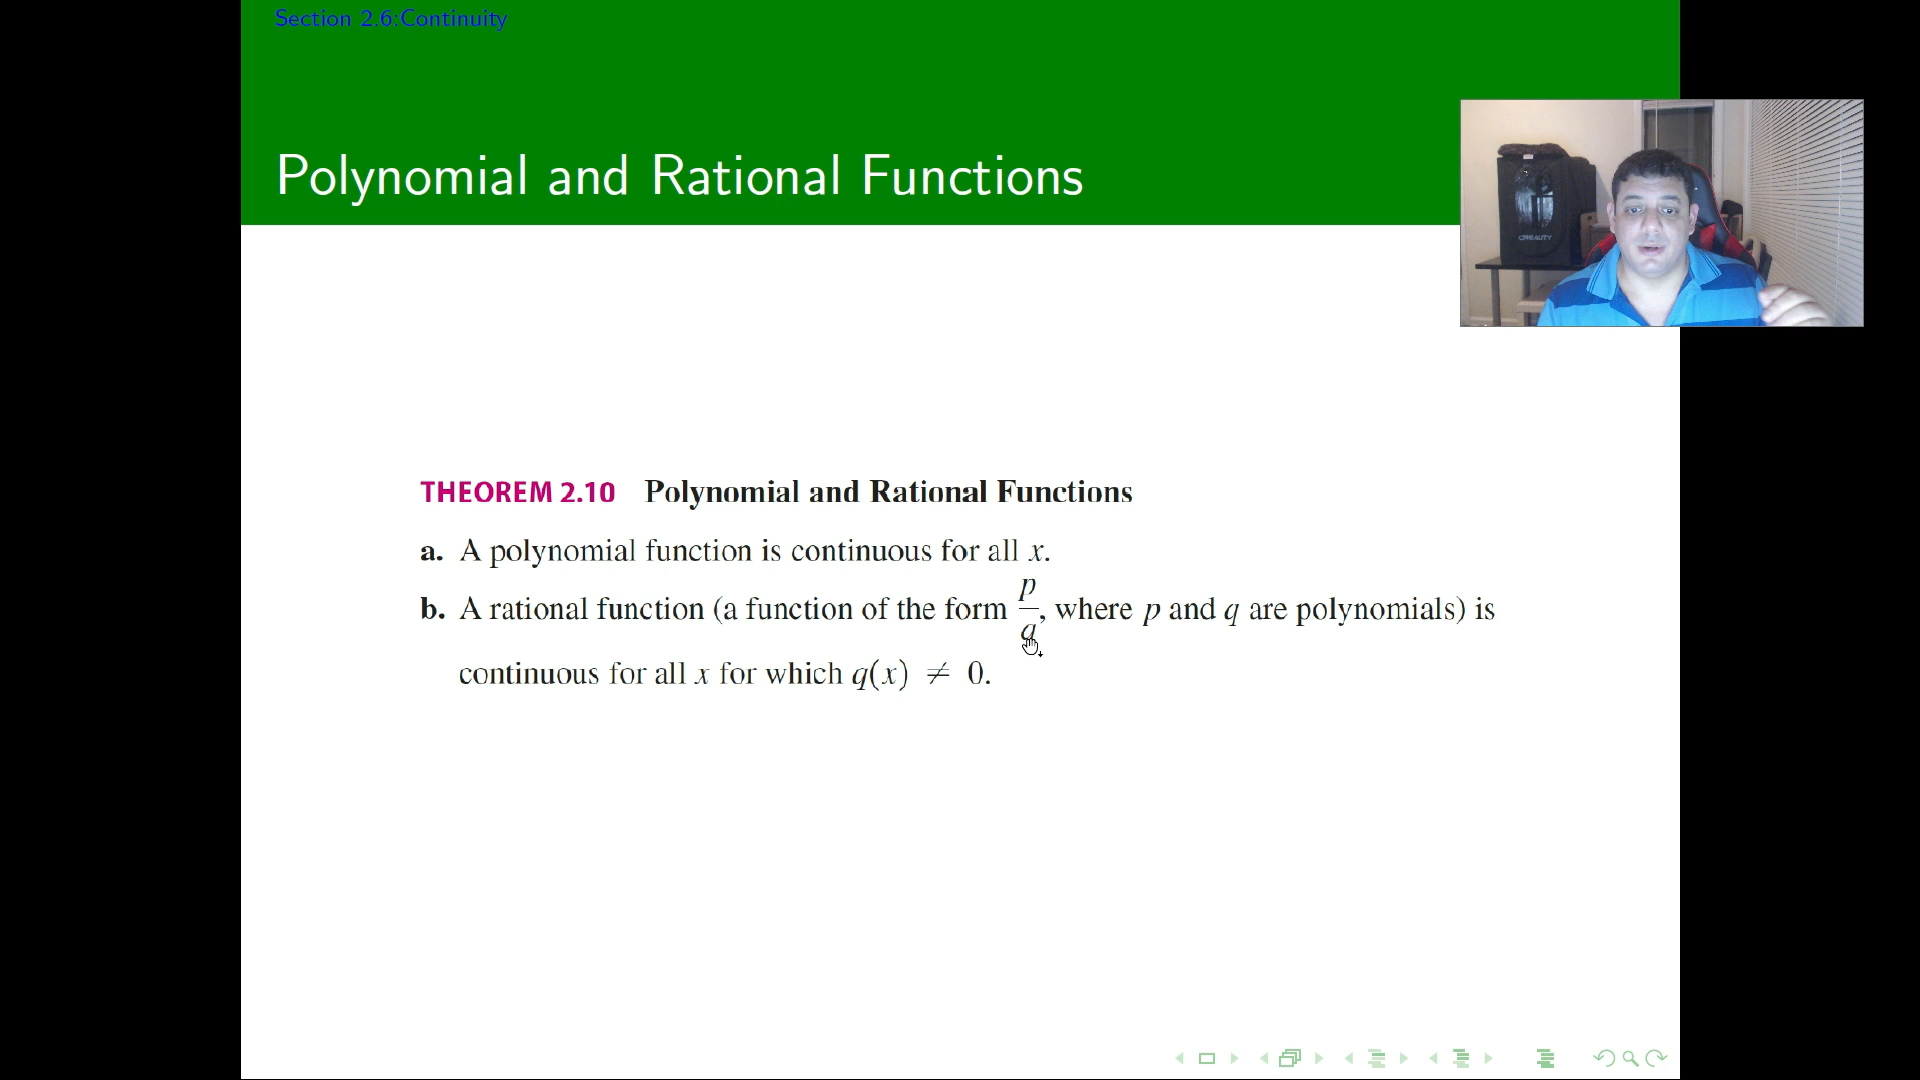 Section 2.6:Continuity
Polynomial and Rational Functions
CREALITY
THEOREM 2.10 Polynomial and Rational Functions
a. A polynomial function is continuous for all x.
b. A rational function (a function of the form p/q, where p and q are polynomials) is
continuous for all x for which q(x) ≠ 0.